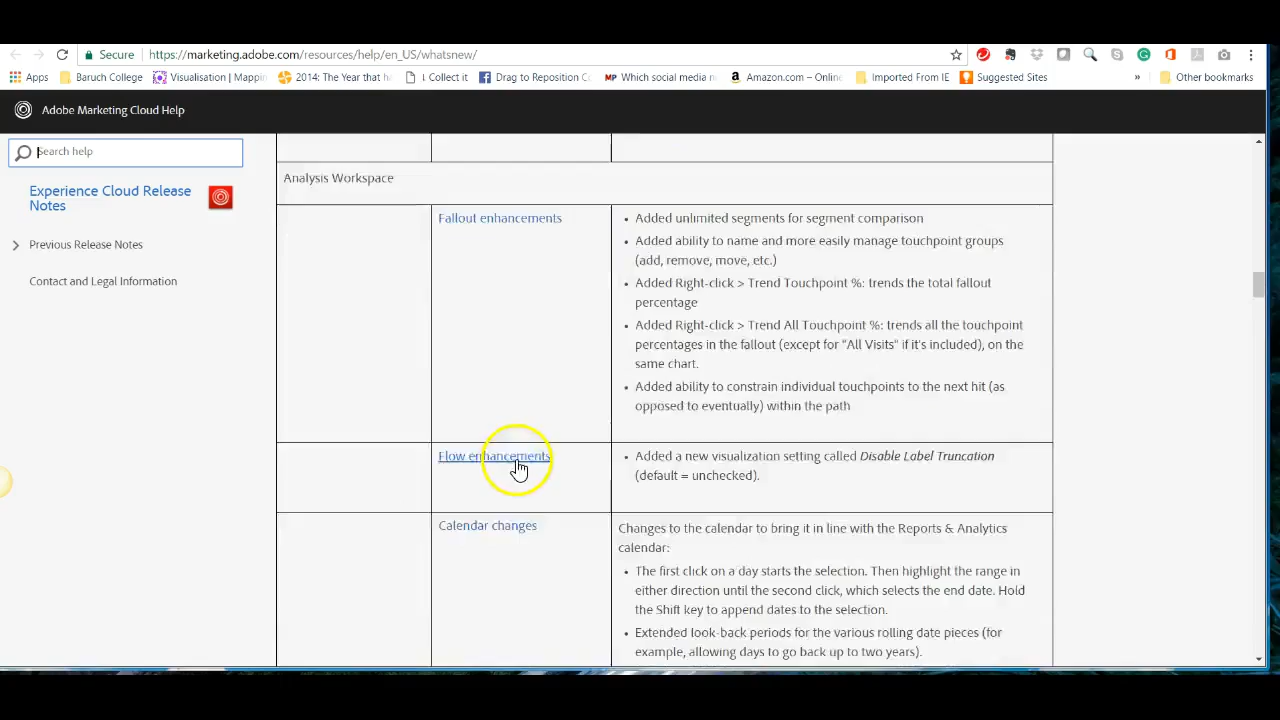 Secure https://marketing.adobe.com/resources/help/en_US/whatsnew/
Apps Baruch College Visualisation | Mappin 2014: The Year that h I Collect it Drag to Reposition C Which social media Amazon.com – Online Imported From IE Suggested Sites » Other bookmarks
Adobe Marketing Cloud Help
Search help
Experience Cloud Release
Notes
Previous Release Notes
Contact and Legal Information
Analysis Workspace
Fallout enhancements
• Added unlimited segments for segment comparison
• Added ability to name and more easily manage touchpoint groups
(add, remove, move, etc.)
• Added Right-click > Trend Touchpoint %: trends the total fallout
percentage
• Added Right-click > Trend All Touchpoint %: trends all the touchpoint
percentages in the fallout (except for "All Visits" if it's included), on the
same chart.
• Added ability to constrain individual touchpoints to the next hit (as
opposed to eventually) within the path
Flow enhancements
• Added a new visualization setting called Disable Label Truncation
(default = unchecked).
Calendar changes
Changes to the calendar to bring it in line with the Reports & Analytics
calendar:
• The first click on a day starts the selection. Then highlight the range in
either direction until the second click, which selects the end date. Hold
the Shift key to append dates to the selection.
• Extended look-back periods for the various rolling date pieces (for
example, allowing days to go back up to two years).